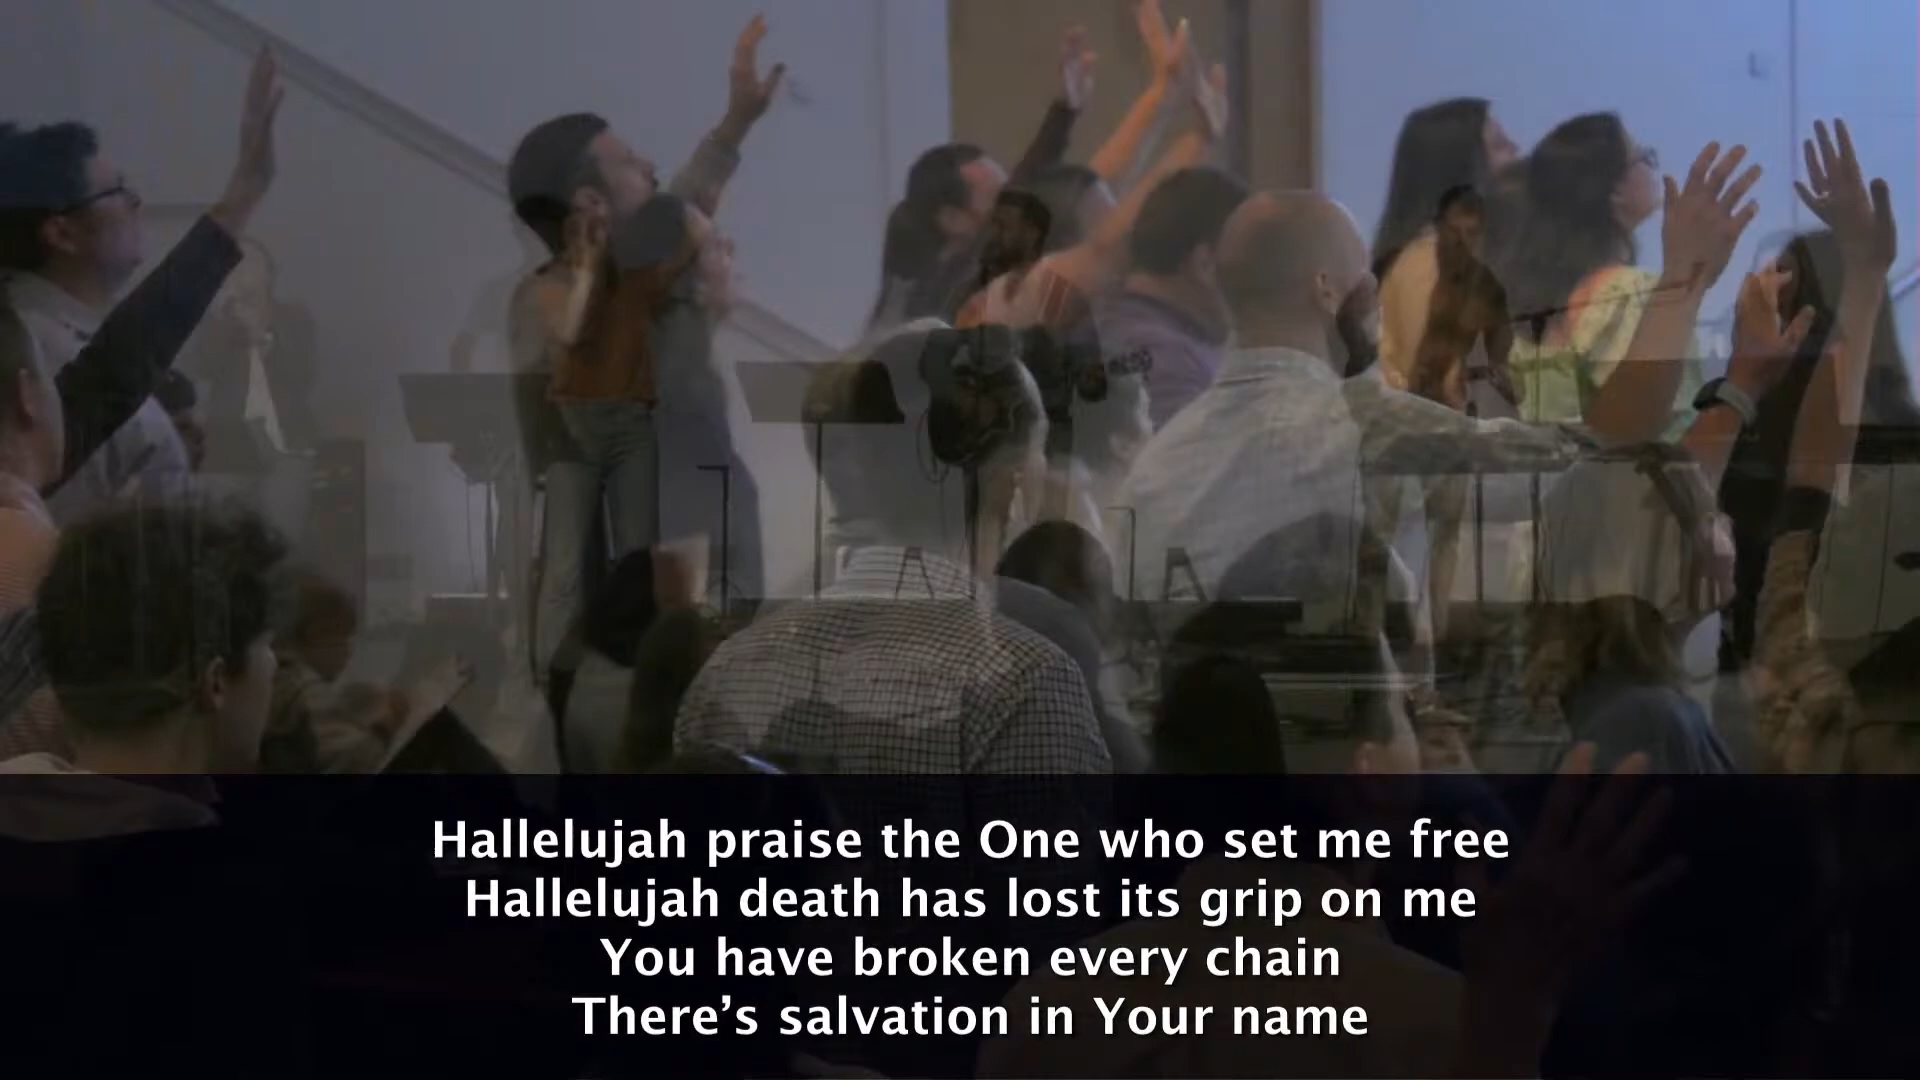 Hallelujah praise the One who set me free
Hallelujah death has lost its grip on me
You have broken every chain
There’s salvation in Your name